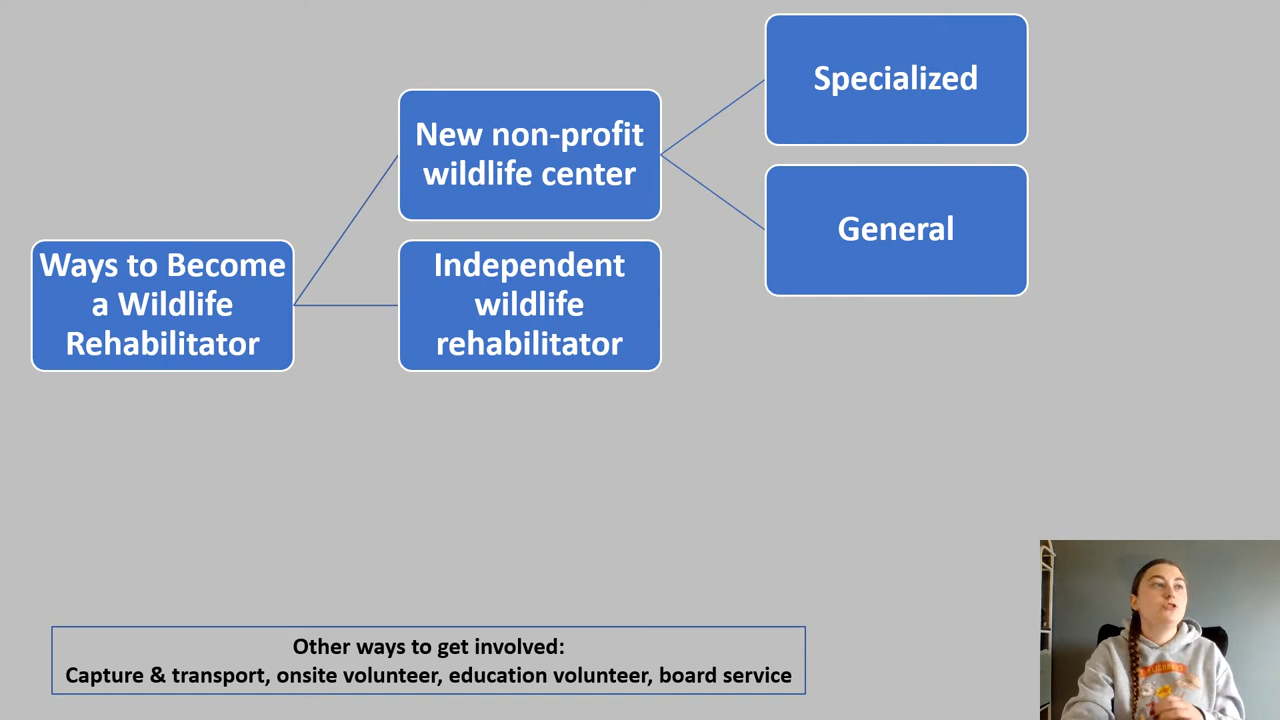 Specialized
New non-profit
wildlife center
General
Ways to Become
a Wildlife
Rehabilitator
Independent
wildlife
rehabilitator
Other ways to get involved:
Capture & transport, onsite volunteer, education volunteer, board service